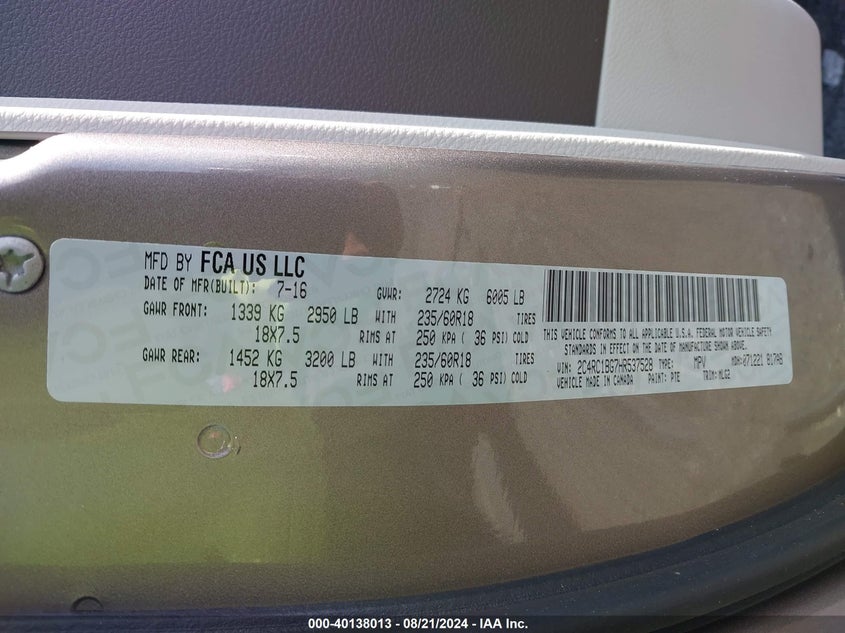 MFD BY FCA US LLC
DATE OF MFR(BUILT): 7-16 GVWR: 2724 KG 6005 LB
GAWR FRONT: 1339 KG 2950 LB WITH 235/60R18 TIRES
18X7.5 RIMS AT 250 KPA ( 36 PSI) COLD
GAWR REAR: 1452 KG 3200 LB WITH 235/60R18 TIRES
18X7.5 RIMS AT 250 KPA ( 36 PSI) COLD
THIS VEHICLE CONFORMS TO ALL APPLICABLE U.S.A. FEDERAL MOTOR VEHICLE SAFETY
STANDARDS IN EFFECT ON THE DATE OF MANUFACTURE SHOWN ABOVE.
VIN: 2C4RC1BG7HR537528 TYPE: MPV MDH: 071221 817AB
VEHICLE MADE IN CANADA PAINT: PTE TRIM: MLG2
000-40138013 - 08/21/2024 - IAA Inc.